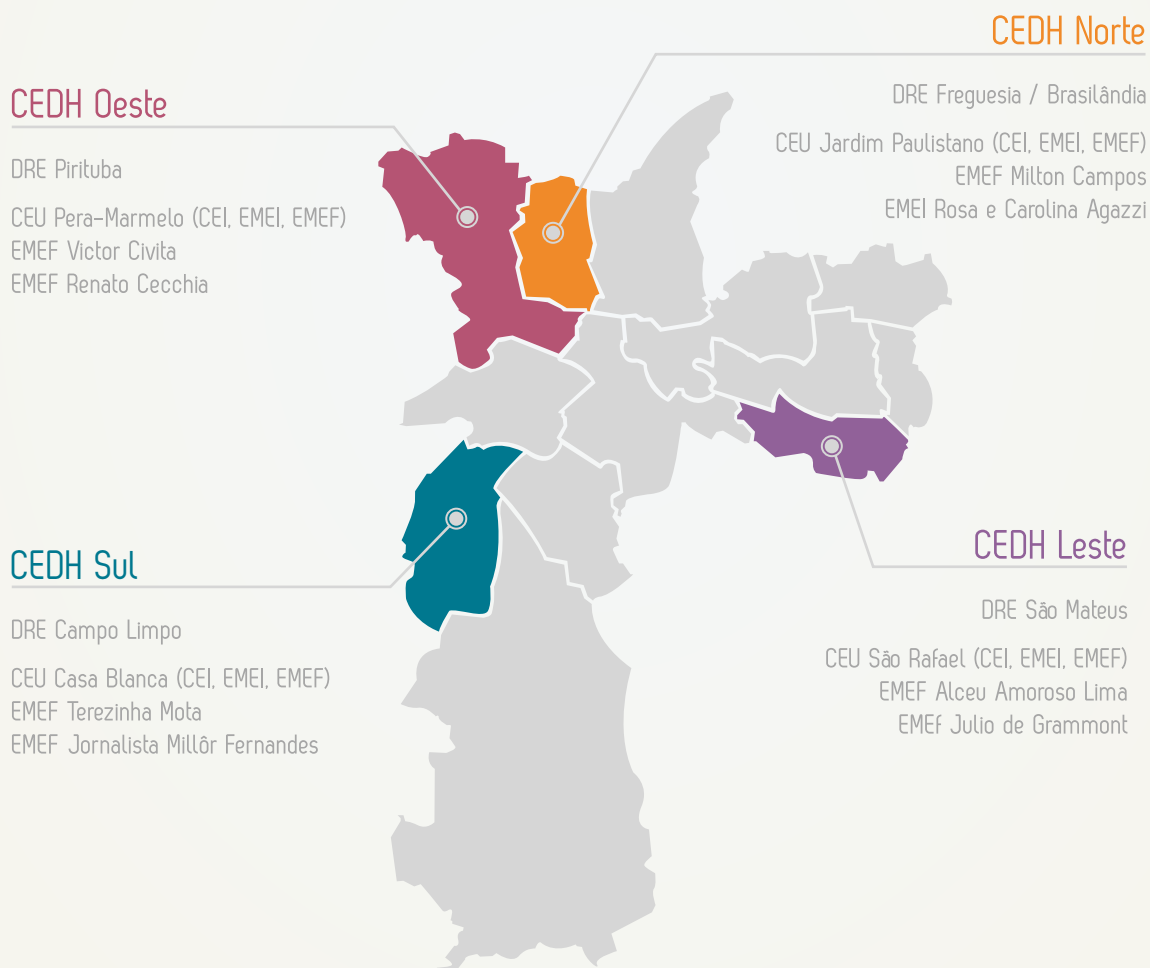 CEDH Norte
DRE Freguesia / Brasilândia
CEU Jardim Paulistano (CEI, EMEI, EMEF)
EMEF Milton Campos
EMEI Rosa e Carolina Agazzi
CEDH Oeste
DRE Pirituba
CEU Pera-Marmelo (CEI, EMEI, EMEF)
EMEF Victor Civita
EMEF Renato Cecchia
CEDH Sul
DRE Campo Limpo
CEU Casa Blanca (CEI, EMEI, EMEF)
EMEF Terezinha Mota
EMEF Jornalista Millôr Fernandes
CEDH Leste
DRE São Mateus
CEU São Rafael (CEI, EMEI, EMEF)
EMEF Alceu Amoroso Lima
EMEf Julio de Grammont